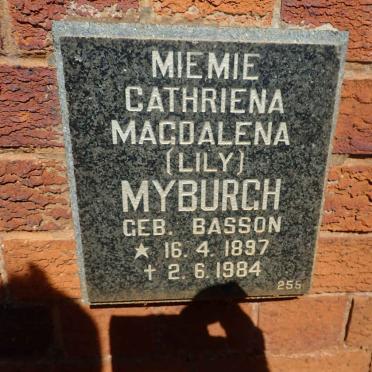 MIEMIE
CATHRIENA
MAGDALENA
(LILY)
MYBURGH
GEB. BASSON
★ 16.4.1897
✝ 2.6.1984
255